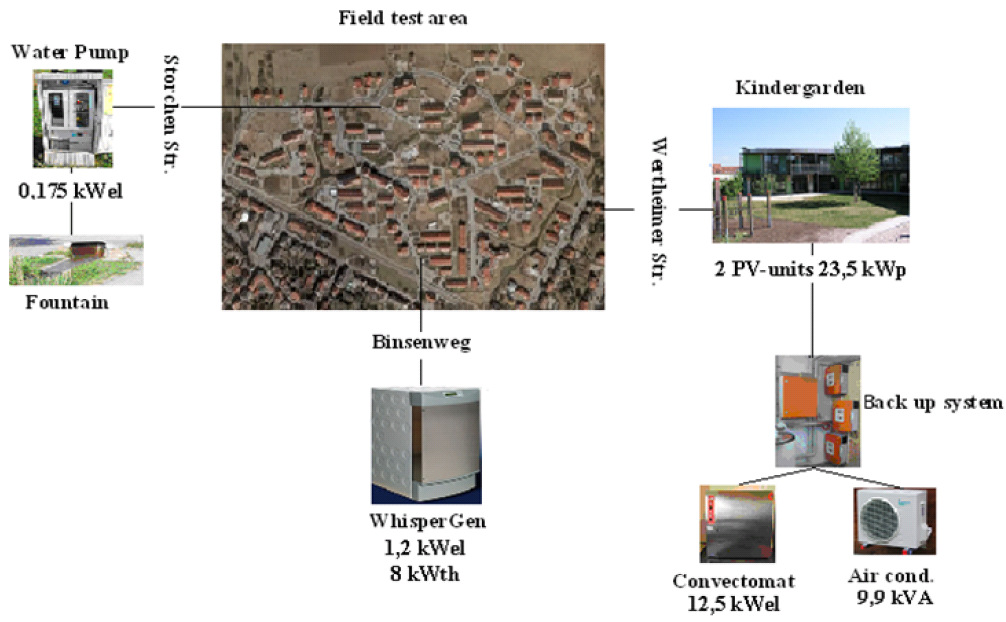 Field test area
Water Pump
Storchen Str.
0,175 kWel
Fountain
Binsenweg
WhisperGen
1,2 kWel
8 kWth
Wertheimer Str.
Kindergarden
2 PV-units 23,5 kWp
Back up system
Convectomat
12,5 kWel
Air cond.
9,9 kVA